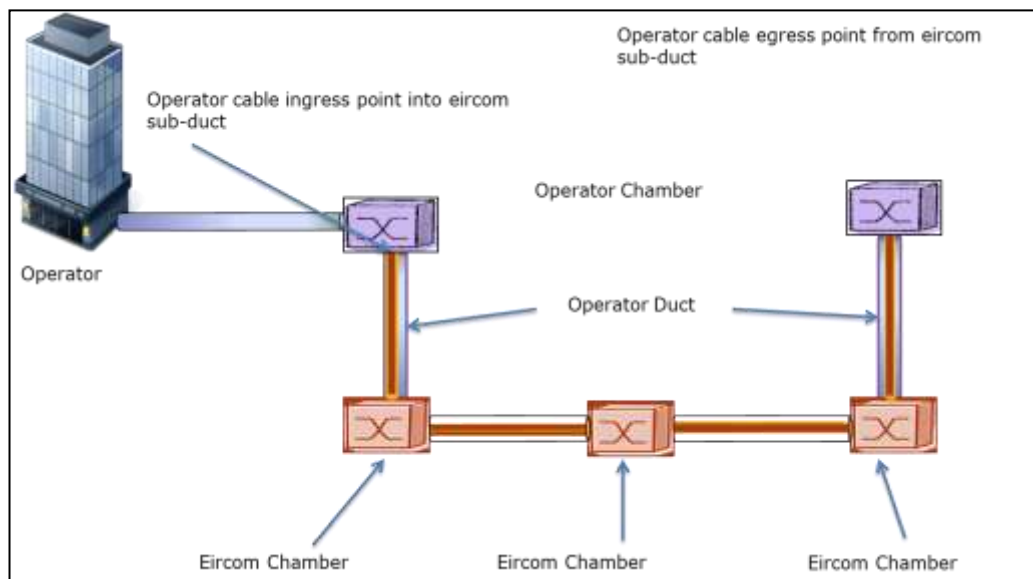 Operator cable egress point from eircom
sub-duct
Operator cable ingress point into eircom
sub-duct
Operator Chamber
Operator
Operator Duct
Eircom Chamber
Eircom Chamber
Eircom Chamber